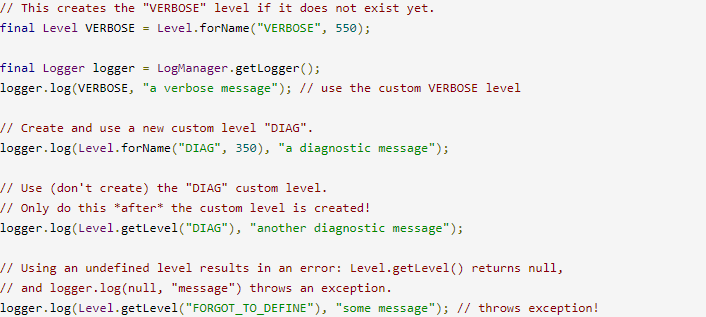 // This creates the "VERBOSE" level if it does not exist yet.
final Level VERBOSE = Level.forName("VERBOSE", 550);
final Logger logger = LogManager.getLogger();
logger.log(VERBOSE, "a verbose message"); // use the custom VERBOSE level
// Create and use a new custom level "DIAG".
logger.log(Level.forName("DIAG", 350), "a diagnostic message");
// Use (don't create) the "DIAG" custom level.
// Only do this *after* the custom level is created!
logger.log(Level.getLevel("DIAG"), "another diagnostic message");
// Using an undefined level results in an error: Level.getLevel() returns null,
// and logger.log(null, "message") throws an exception.
logger.log(Level.getLevel("FORGOT_TO_DEFINE"), "some message"); // throws exception!